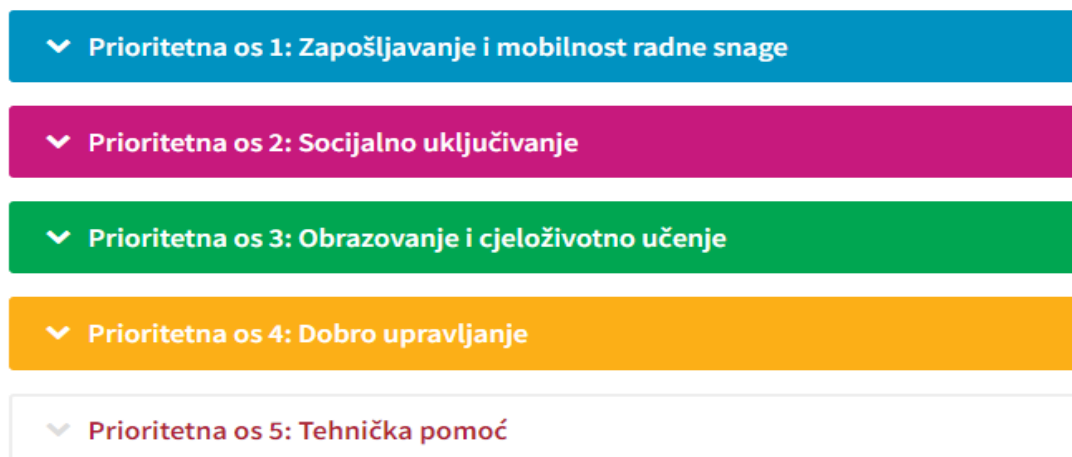 Prioritetna os 1: Zapošljavanje i mobilnost radne snage
Prioritetna os 2: Socijalno uključivanje
Prioritetna os 3: Obrazovanje i cjeloživotno učenje
Prioritetna os 4: Dobro upravljanje
Prioritetna os 5: Tehnička pomoć